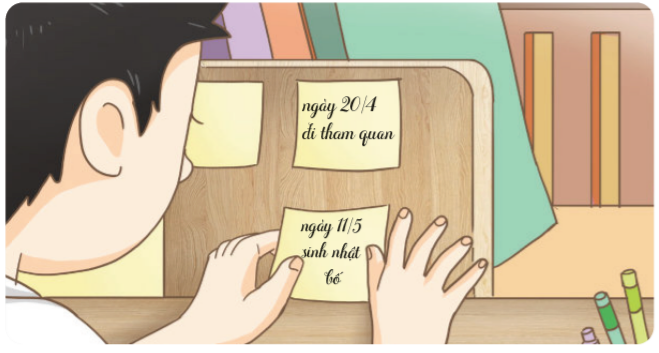 ngày 20/4
đi tham quan
ngày 11/5
sinh nhật
bố